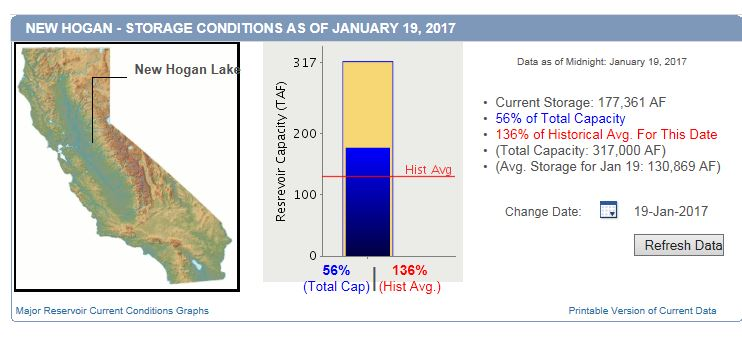 NEW HOGAN - STORAGE CONDITIONS AS OF JANUARY 19, 2017
New Hogan Lake
317
200
100
0
Resrevoir Capacity (TAF)
Hist Avg
56% | 136%
(Total Cap) | (Hist Avg.)
Data as of Midnight: January 19, 2017
• Current Storage: 177,361 AF
• 56% of Total Capacity
• 136% of Historical Avg. For This Date
• (Total Capacity: 317,000 AF)
• (Avg. Storage for Jan 19: 130,869 AF)
Change Date: 19-Jan-2017
Refresh Data
Major Reservoir Current Conditions Graphs
Printable Version of Current Data